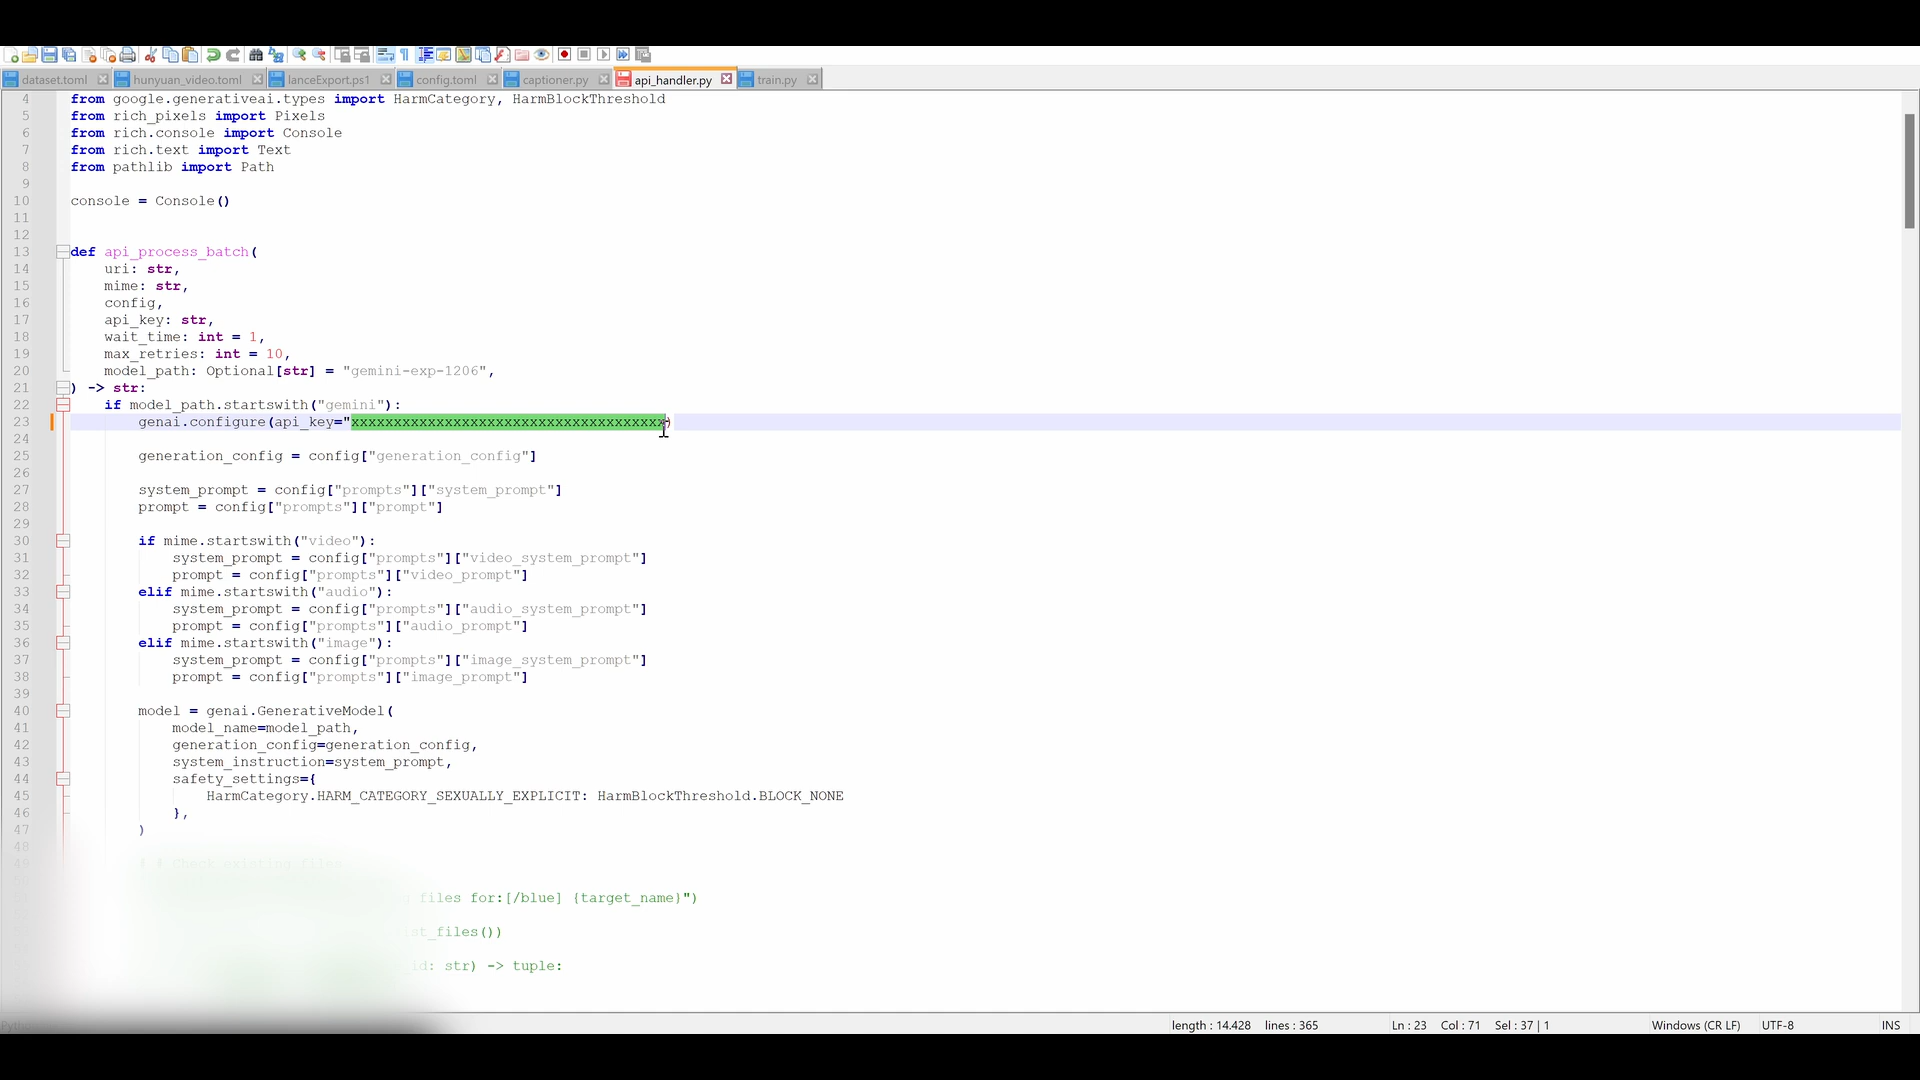 dataset.toml hunyuan_video.toml lanceExport.ps1 config.toml captioner.py api_handler.py train.py
4 from google.generativeai.types import HarmCategory, HarmBlockThreshold
5 from rich_pixels import Pixels
6 from rich.console import Console
7 from rich.text import Text
8 from pathlib import Path
9
10 console = Console()
11
12
13 def api_process_batch(
14 uri: str,
15 mime: str,
16 config,
17 api_key: str,
18 wait_time: int = 1,
19 max_retries: int = 10,
20 model_path: Optional[str] = "gemini-exp-1206",
21 ) -> str:
22 if model_path.startswith("gemini"):
23 genai.configure(api_key="xxxxxxxxxxxxxxxxxxxxxxxxxxxxxxxxxxxxx)
24
25 generation_config = config["generation_config"]
26
27 system_prompt = config["prompts"]["system_prompt"]
28 prompt = config["prompts"]["prompt"]
29
30 if mime.startswith("video"):
31 system_prompt = config["prompts"]["video_system_prompt"]
32 prompt = config["prompts"]["video_prompt"]
33 elif mime.startswith("audio"):
34 system_prompt = config["prompts"]["audio_system_prompt"]
35 prompt = config["prompts"]["audio_prompt"]
36 elif mime.startswith("image"):
37 system_prompt = config["prompts"]["image_system_prompt"]
38 prompt = config["prompts"]["image_prompt"]
39
40 model = genai.GenerativeModel(
41 model_name=model_path,
42 generation_config=generation_config,
43 system_instruction=system_prompt,
44 safety_settings={
45 HarmCategory.HARM_CATEGORY_SEXUALLY_EXPLICIT: HarmBlockThreshold.BLOCK_NONE
46 },
47 )
48
49 # # Check existing files
files for:[/blue] {target_name}")
st_files())
id: str) -> tuple:
length : 14.428 lines : 365 Ln : 23 Col : 71 Sel : 37 | 1 Windows (CR LF) UTF-8 INS